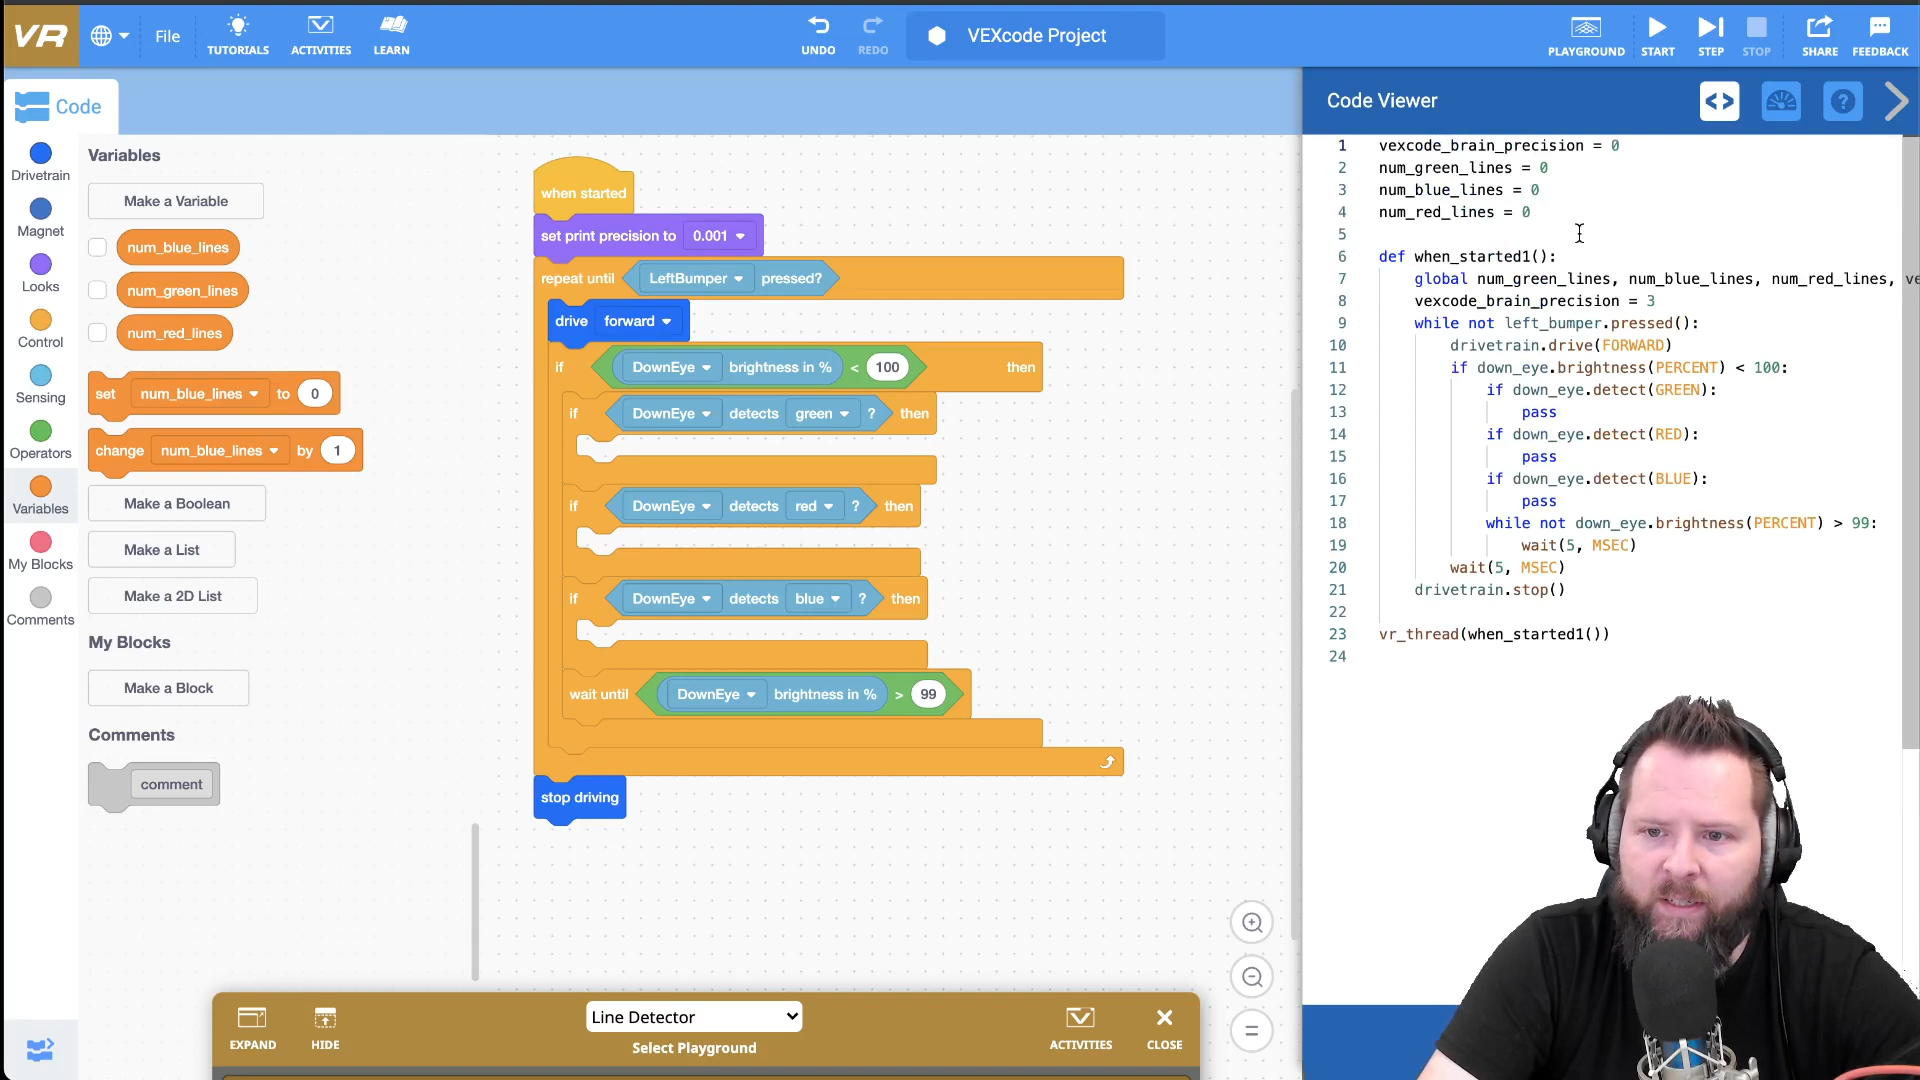 VR
File
TUTORIALS
ACTIVITIES
LEARN
UNDO
REDO
VEXcode Project
PLAYGROUND
START
STEP
STOP
SHARE
FEEDBACK
Code
Drivetrain
Magnet
Looks
Control
Sensing
Operators
Variables
My Blocks
Comments
Variables
Make a Variable
num_blue_lines
num_green_lines
num_red_lines
set num_blue_lines to 0
change num_blue_lines by 1
Make a Boolean
Make a List
Make a 2D List
My Blocks
Make a Block
Comments
comment
when started
set print precision to 0.001
repeat until LeftBumper pressed?
drive forward
if DownEye brightness in % < 100 then
if DownEye detects green ? then
if DownEye detects red ? then
if DownEye detects blue ? then
wait until DownEye brightness in % > 99
stop driving
EXPAND
HIDE
Line Detector
Select Playground
ACTIVITIES
CLOSE
Code Viewer
1 vexcode_brain_precision = 0
2 num_green_lines = 0
3 num_blue_lines = 0
4 num_red_lines = 0
5
6 def when_started1():
7 global num_green_lines, num_blue_lines, num_red_lines, ve
8 vexcode_brain_precision = 3
9 while not left_bumper.pressed():
10 drivetrain.drive(FORWARD)
11 if down_eye.brightness(PERCENT) < 100:
12 if down_eye.detect(GREEN):
13 pass
14 if down_eye.detect(RED):
15 pass
16 if down_eye.detect(BLUE):
17 pass
18 while not down_eye.brightness(PERCENT) > 99:
19 wait(5, MSEC)
20 wait(5, MSEC)
21 drivetrain.stop()
22
23 vr_thread(when_started1())
24